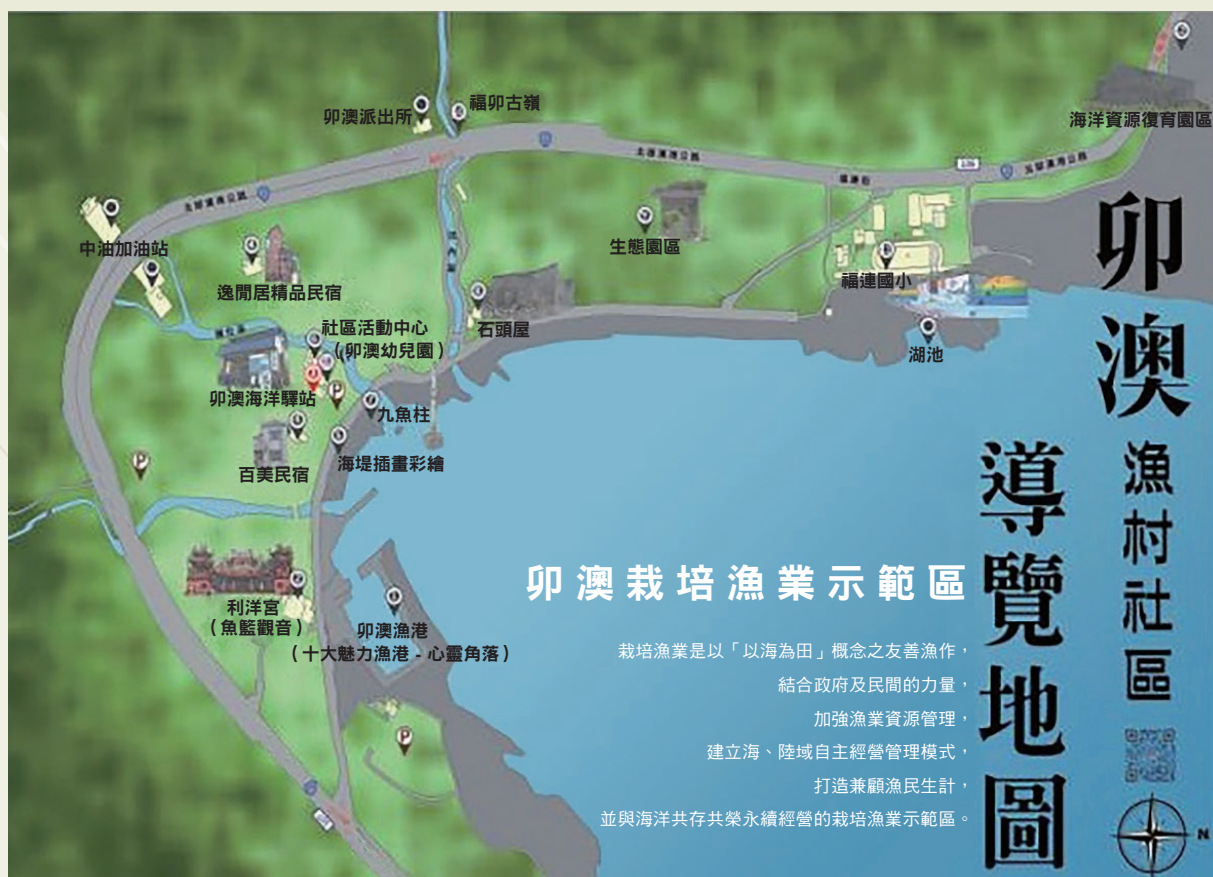 卯澳
漁村社區
導覽地圖
海洋資源復育園區
福卯古嶺
卯澳派出所
中油加油站
逸閒居精品民宿
生態園區
福連國小
湖池
石頭屋
社區活動中心
（卯澳幼兒園）
卯澳海洋驛站
九魚柱
百美民宿
海堤插畫彩繪
利洋宮
（魚籃觀音）
卯澳漁港
（十大魅力漁港 - 心靈角落）
P
P
P
N
卯澳栽培漁業示範區
栽培漁業是以「以海為田」概念之友善漁作，
結合政府及民間的力量，
加強漁業資源管理，
建立海、陸域自主經營管理模式，
打造兼顧漁民生計，
並與海洋共存共榮永續經營的栽培漁業示範區。